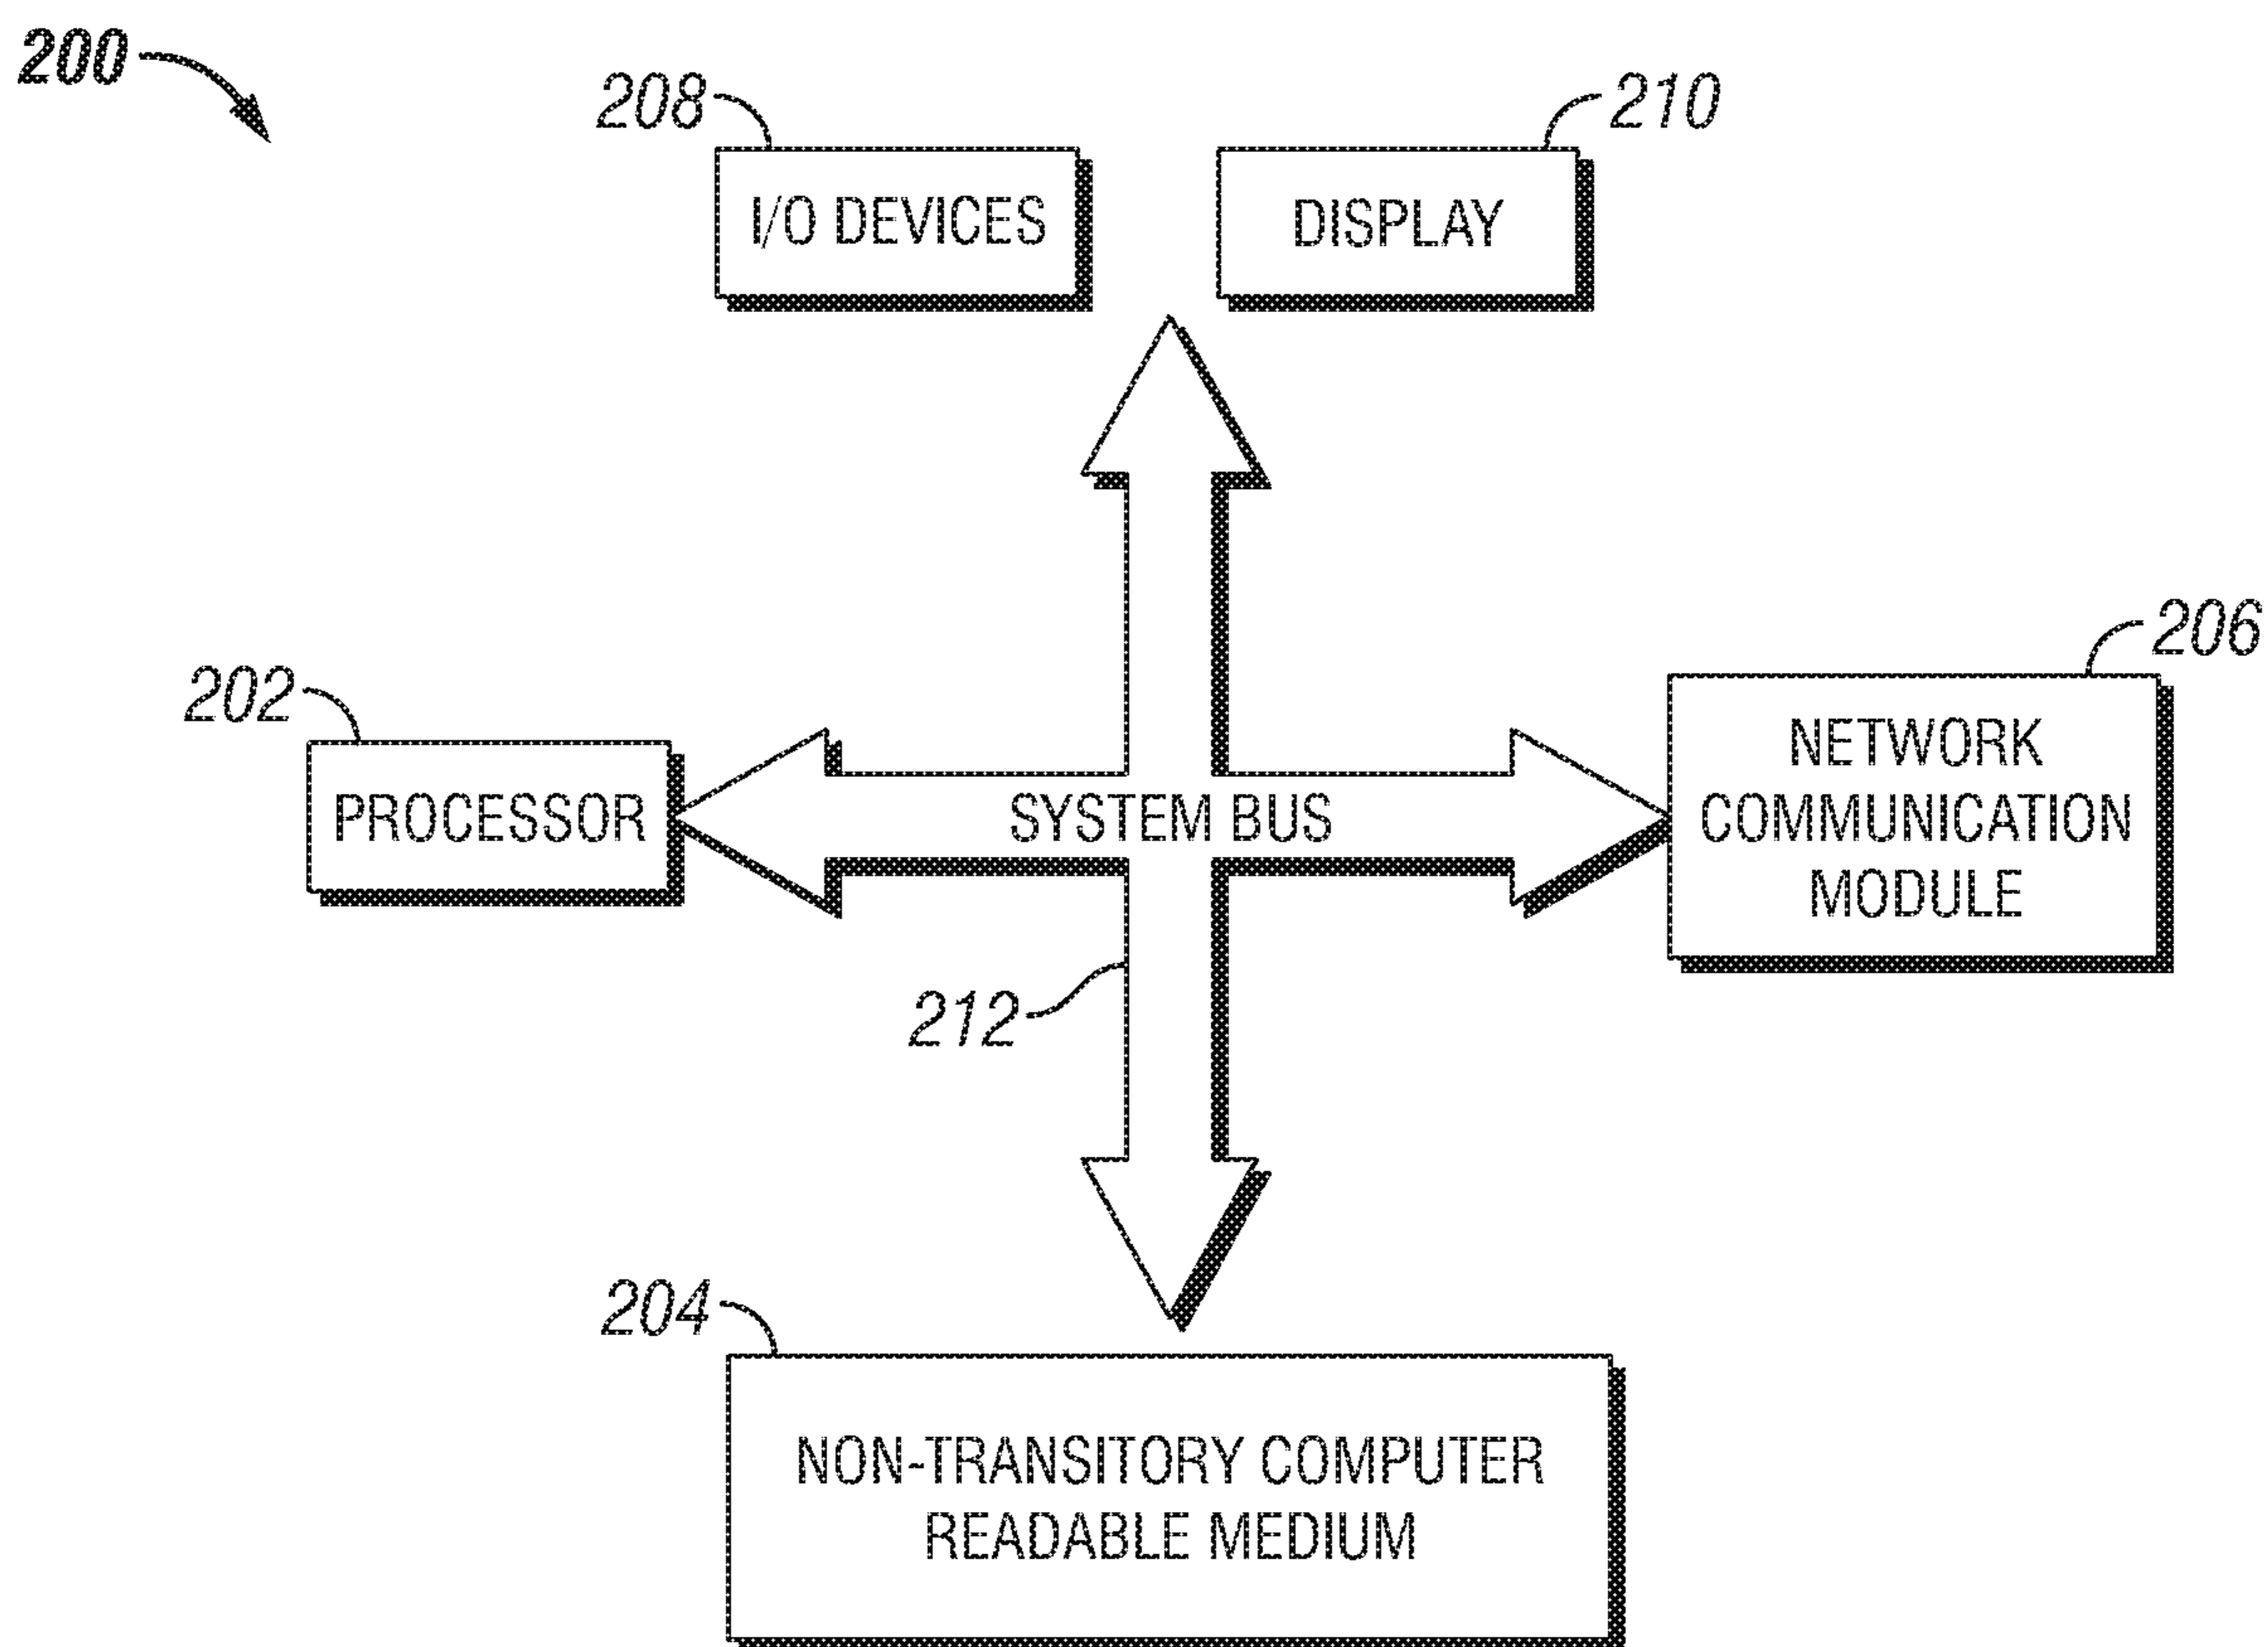 200
208
210
I/O DEVICES
DISPLAY
206
202
NETWORK
COMMUNICATION
MODULE
PROCESSOR
SYSTEM BUS
212
204
NON-TRANSITORY COMPUTER
READABLE MEDIUM